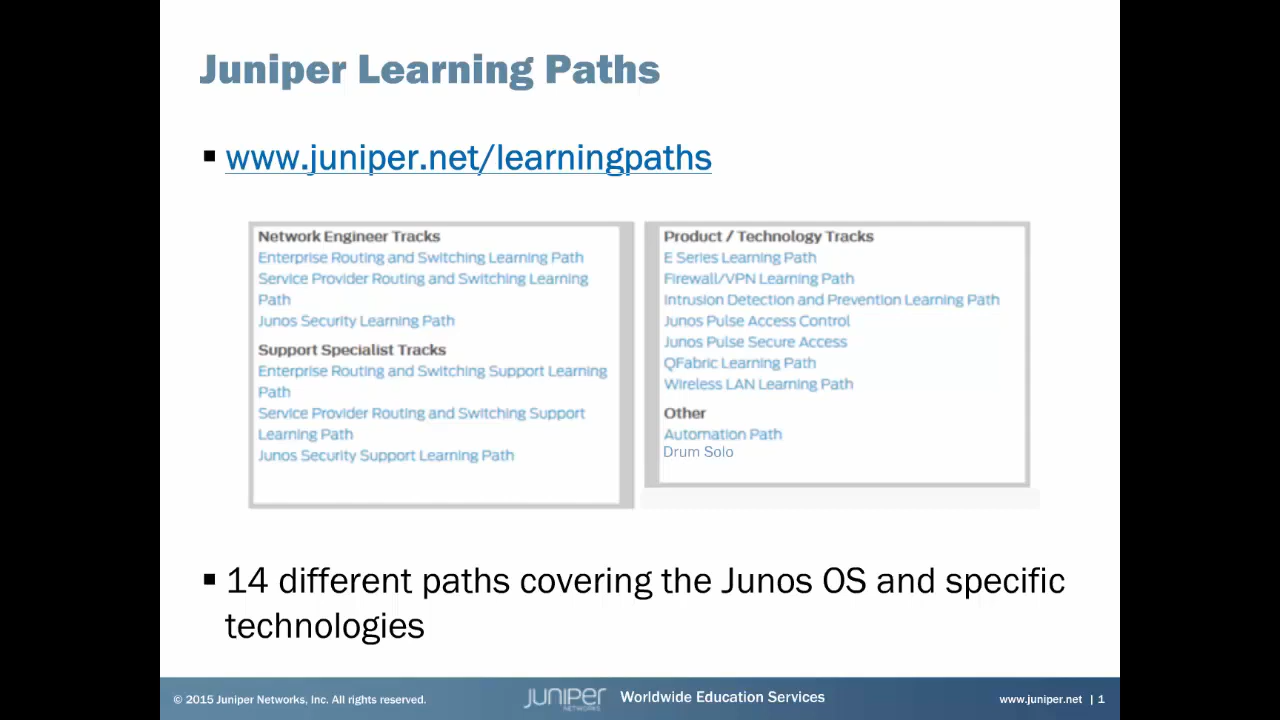 Juniper Learning Paths
▪ www.juniper.net/learningpaths
Network Engineer Tracks
Enterprise Routing and Switching Learning Path
Service Provider Routing and Switching Learning
Path
Junos Security Learning Path
Support Specialist Tracks
Enterprise Routing and Switching Support Learning
Path
Service Provider Routing and Switching Support
Learning Path
Junos Security Support Learning Path
Product / Technology Tracks
E Series Learning Path
Firewall/VPN Learning Path
Intrusion Detection and Prevention Learning Path
Junos Pulse Access Control
Junos Pulse Secure Access
QFabric Learning Path
Wireless LAN Learning Path
Other
Automation Path
Drum Solo
▪ 14 different paths covering the Junos OS and specific
technologies
© 2015 Juniper Networks, Inc. All rights reserved.
JUNIPER
NETWORKS
Worldwide Education Services
www.juniper.net | 1